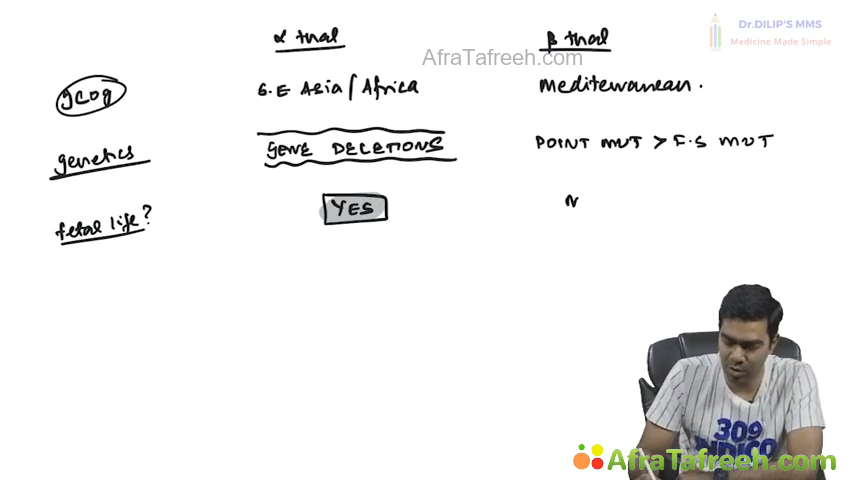 Dr.DILIP'S MMS
Medicine Made Simple
α thal β thal
AfraTafreeh.com
geog S.E Asia / Africa Mediterranean.
genetics GENE DELETIONS POINT MUT > F.S MUT
fetal life? YES N
309
INDIGO
AfraTafreeh.com